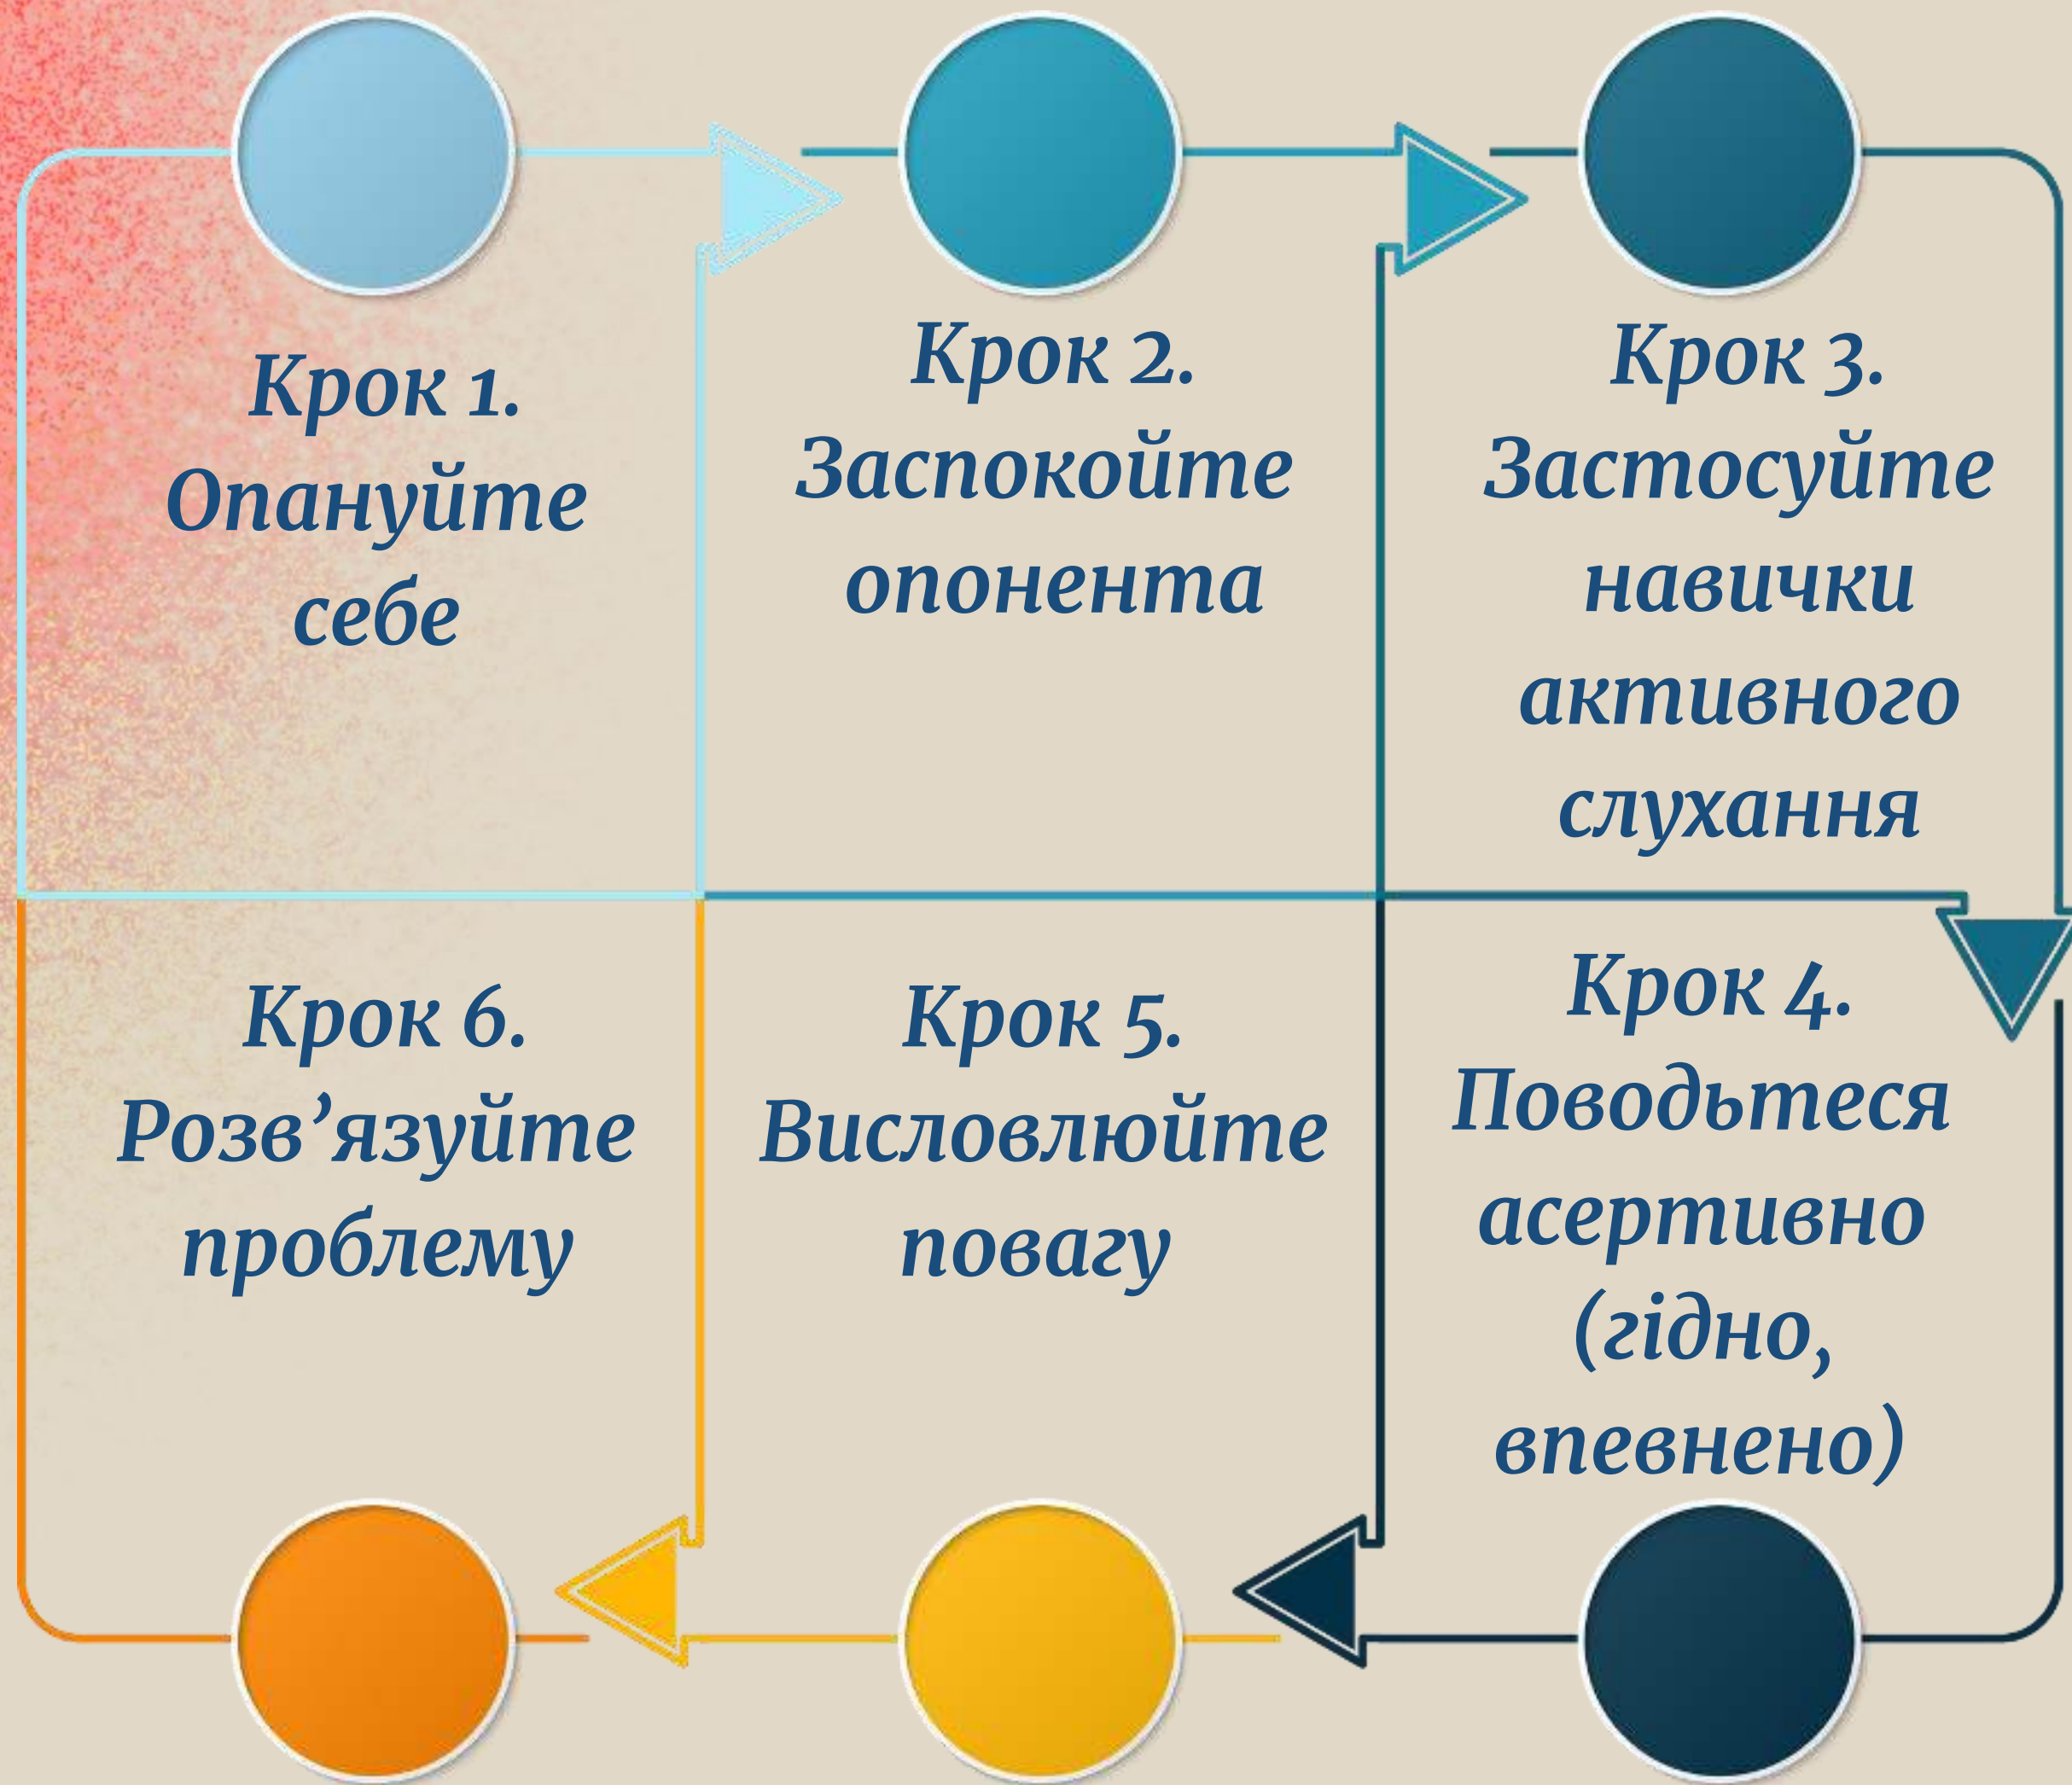 Крок 1.
Опануйте
себе
Крок 2.
Заспокойте
опонента
Крок 3.
Застосуйте
навички
активного
слухання
Крок 4.
Поводьтеся
асертивно
(гідно,
впевнено)
Крок 5.
Висловлюйте
повагу
Крок 6.
Розв’язуйте
проблему